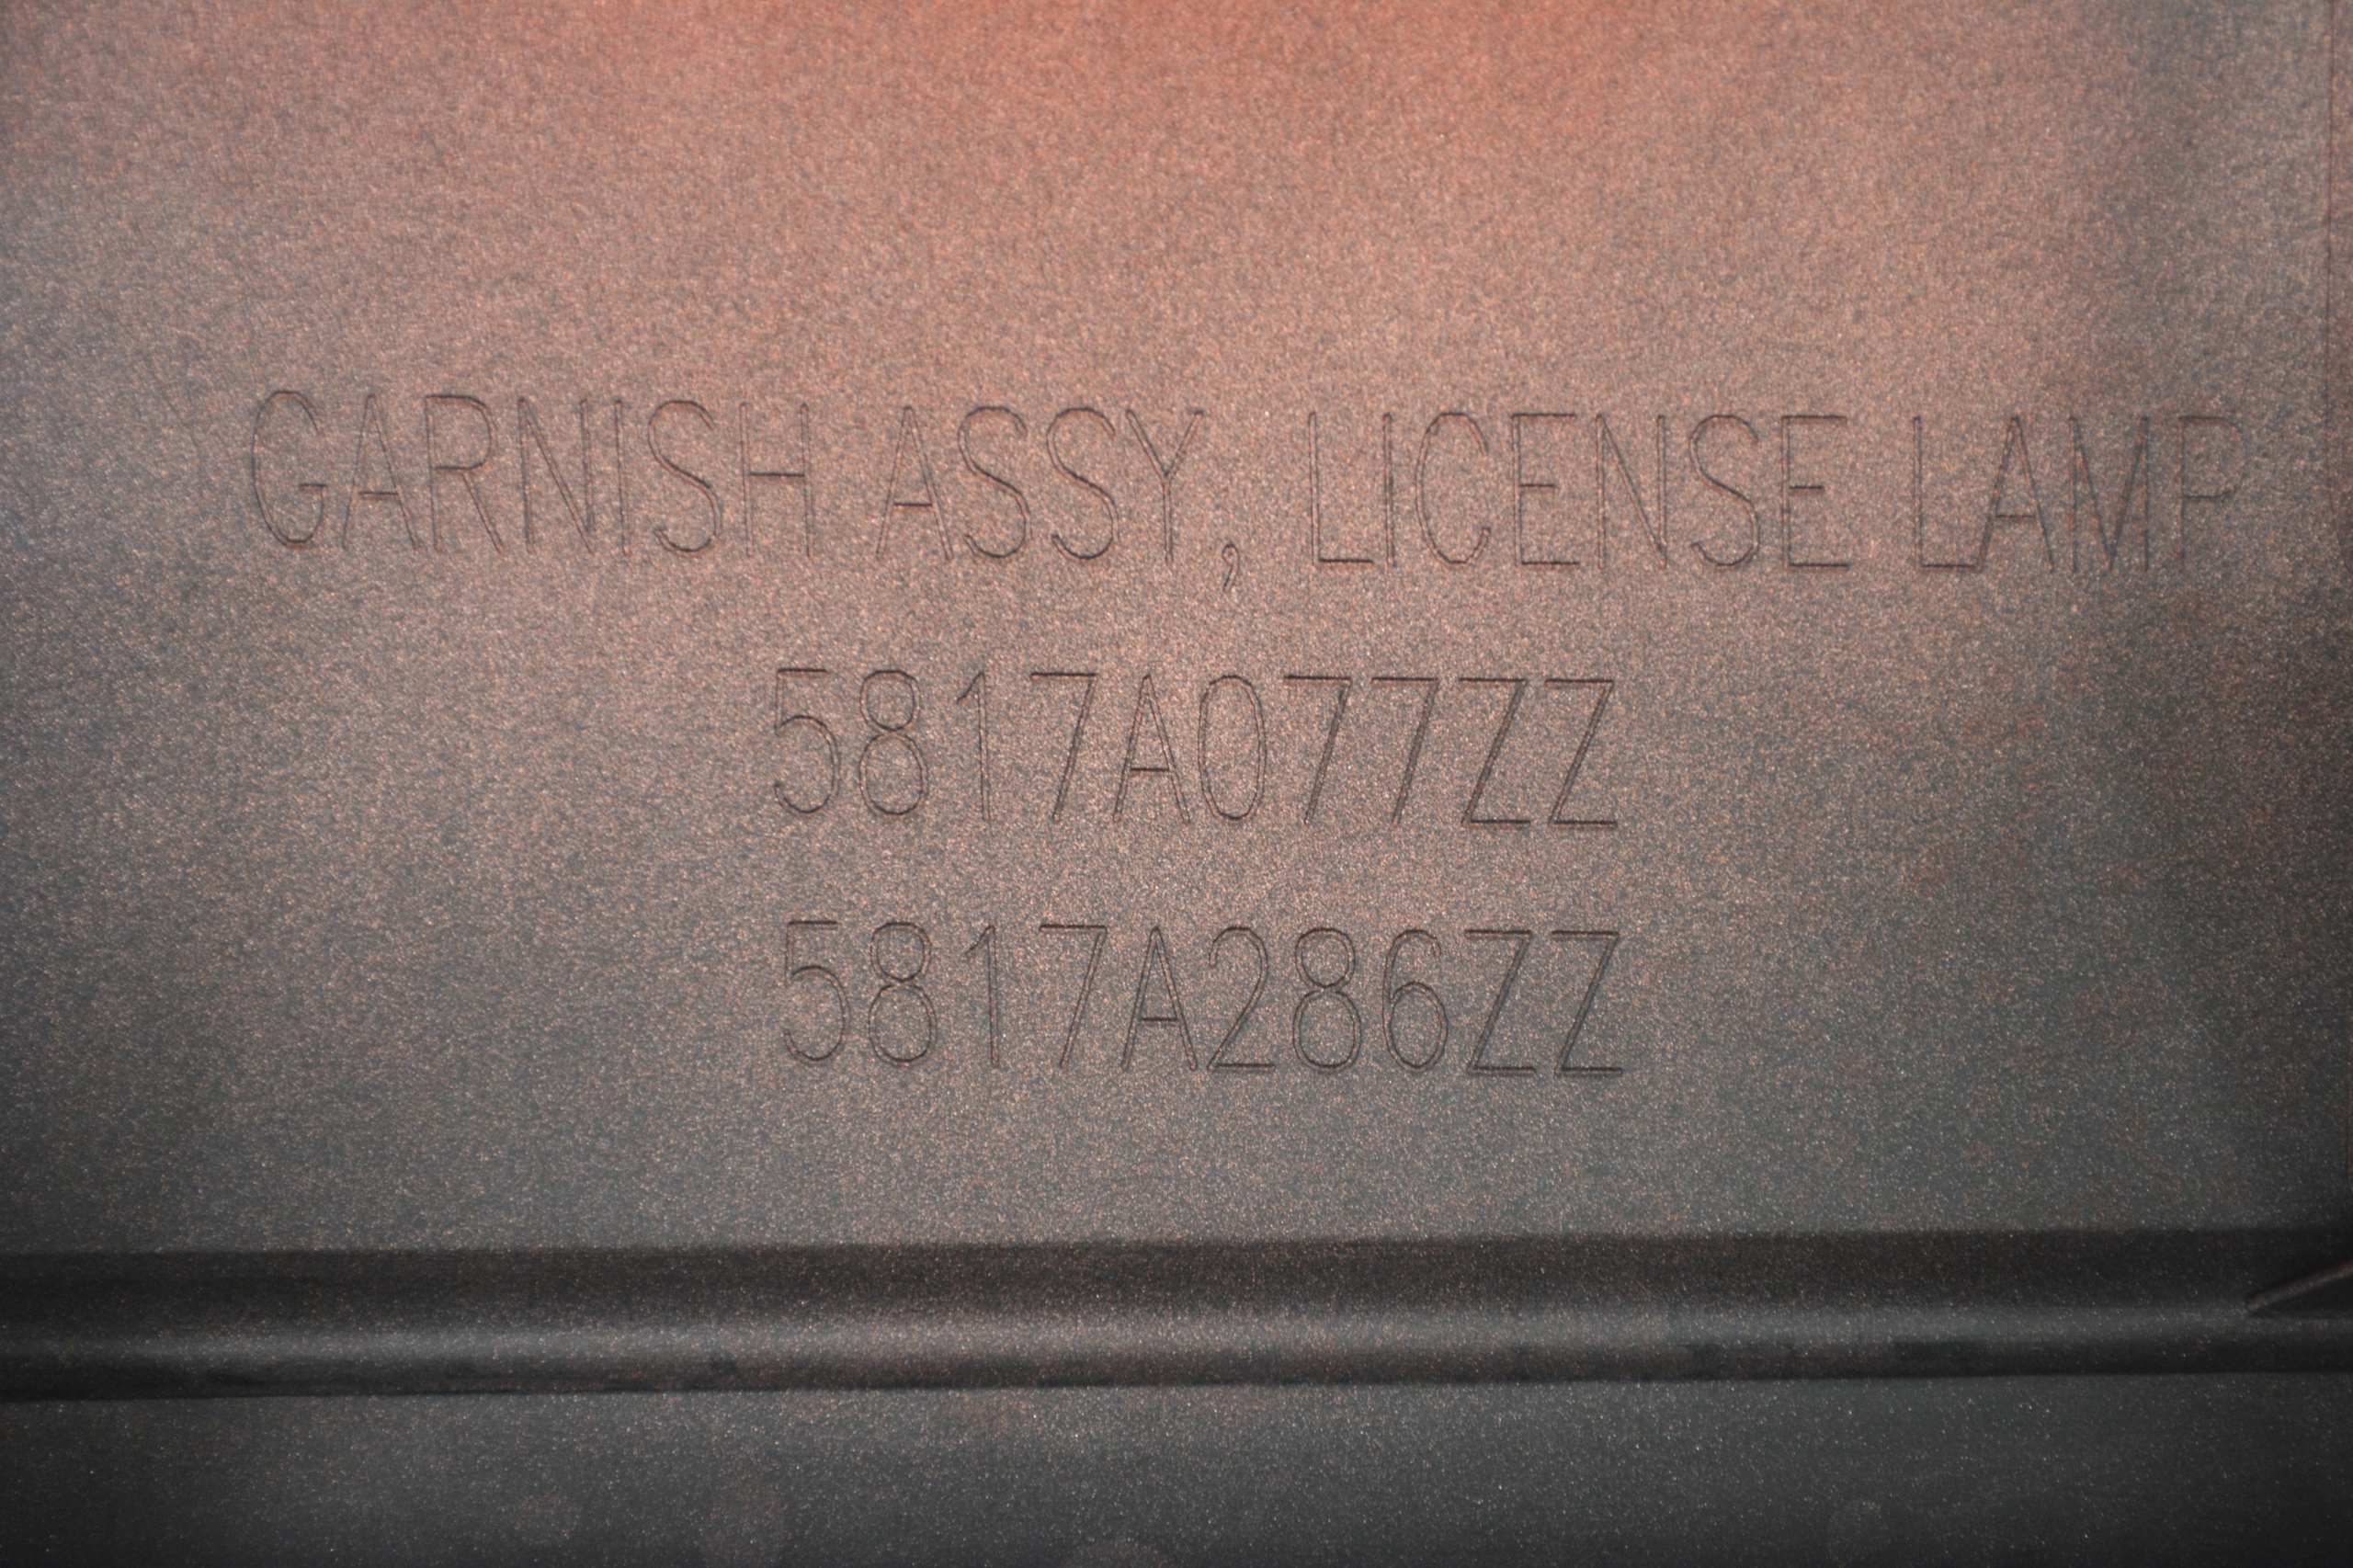 GARNISH ASSY, LICENSE LAMP
5817A077ZZ
5817A286ZZ